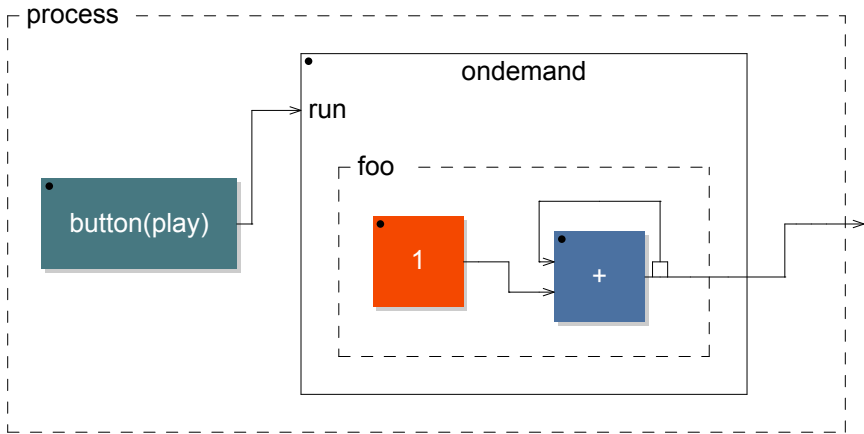 process
ondemand
run
foo
button(play)
1
+